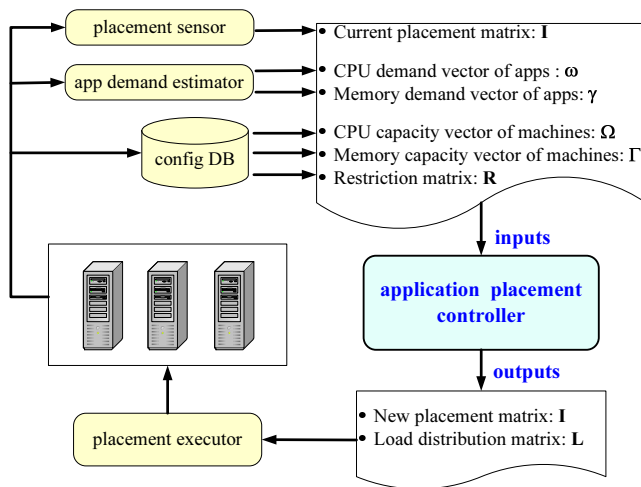 placement sensor
app demand estimator
config DB
• Current placement matrix: I
• CPU demand vector of apps : ω
• Memory demand vector of apps: γ
• CPU capacity vector of machines: Ω
• Memory capacity vector of machines: Γ
• Restriction matrix: R
inputs
application placement
controller
outputs
• New placement matrix: I
• Load distribution matrix: L
placement executor